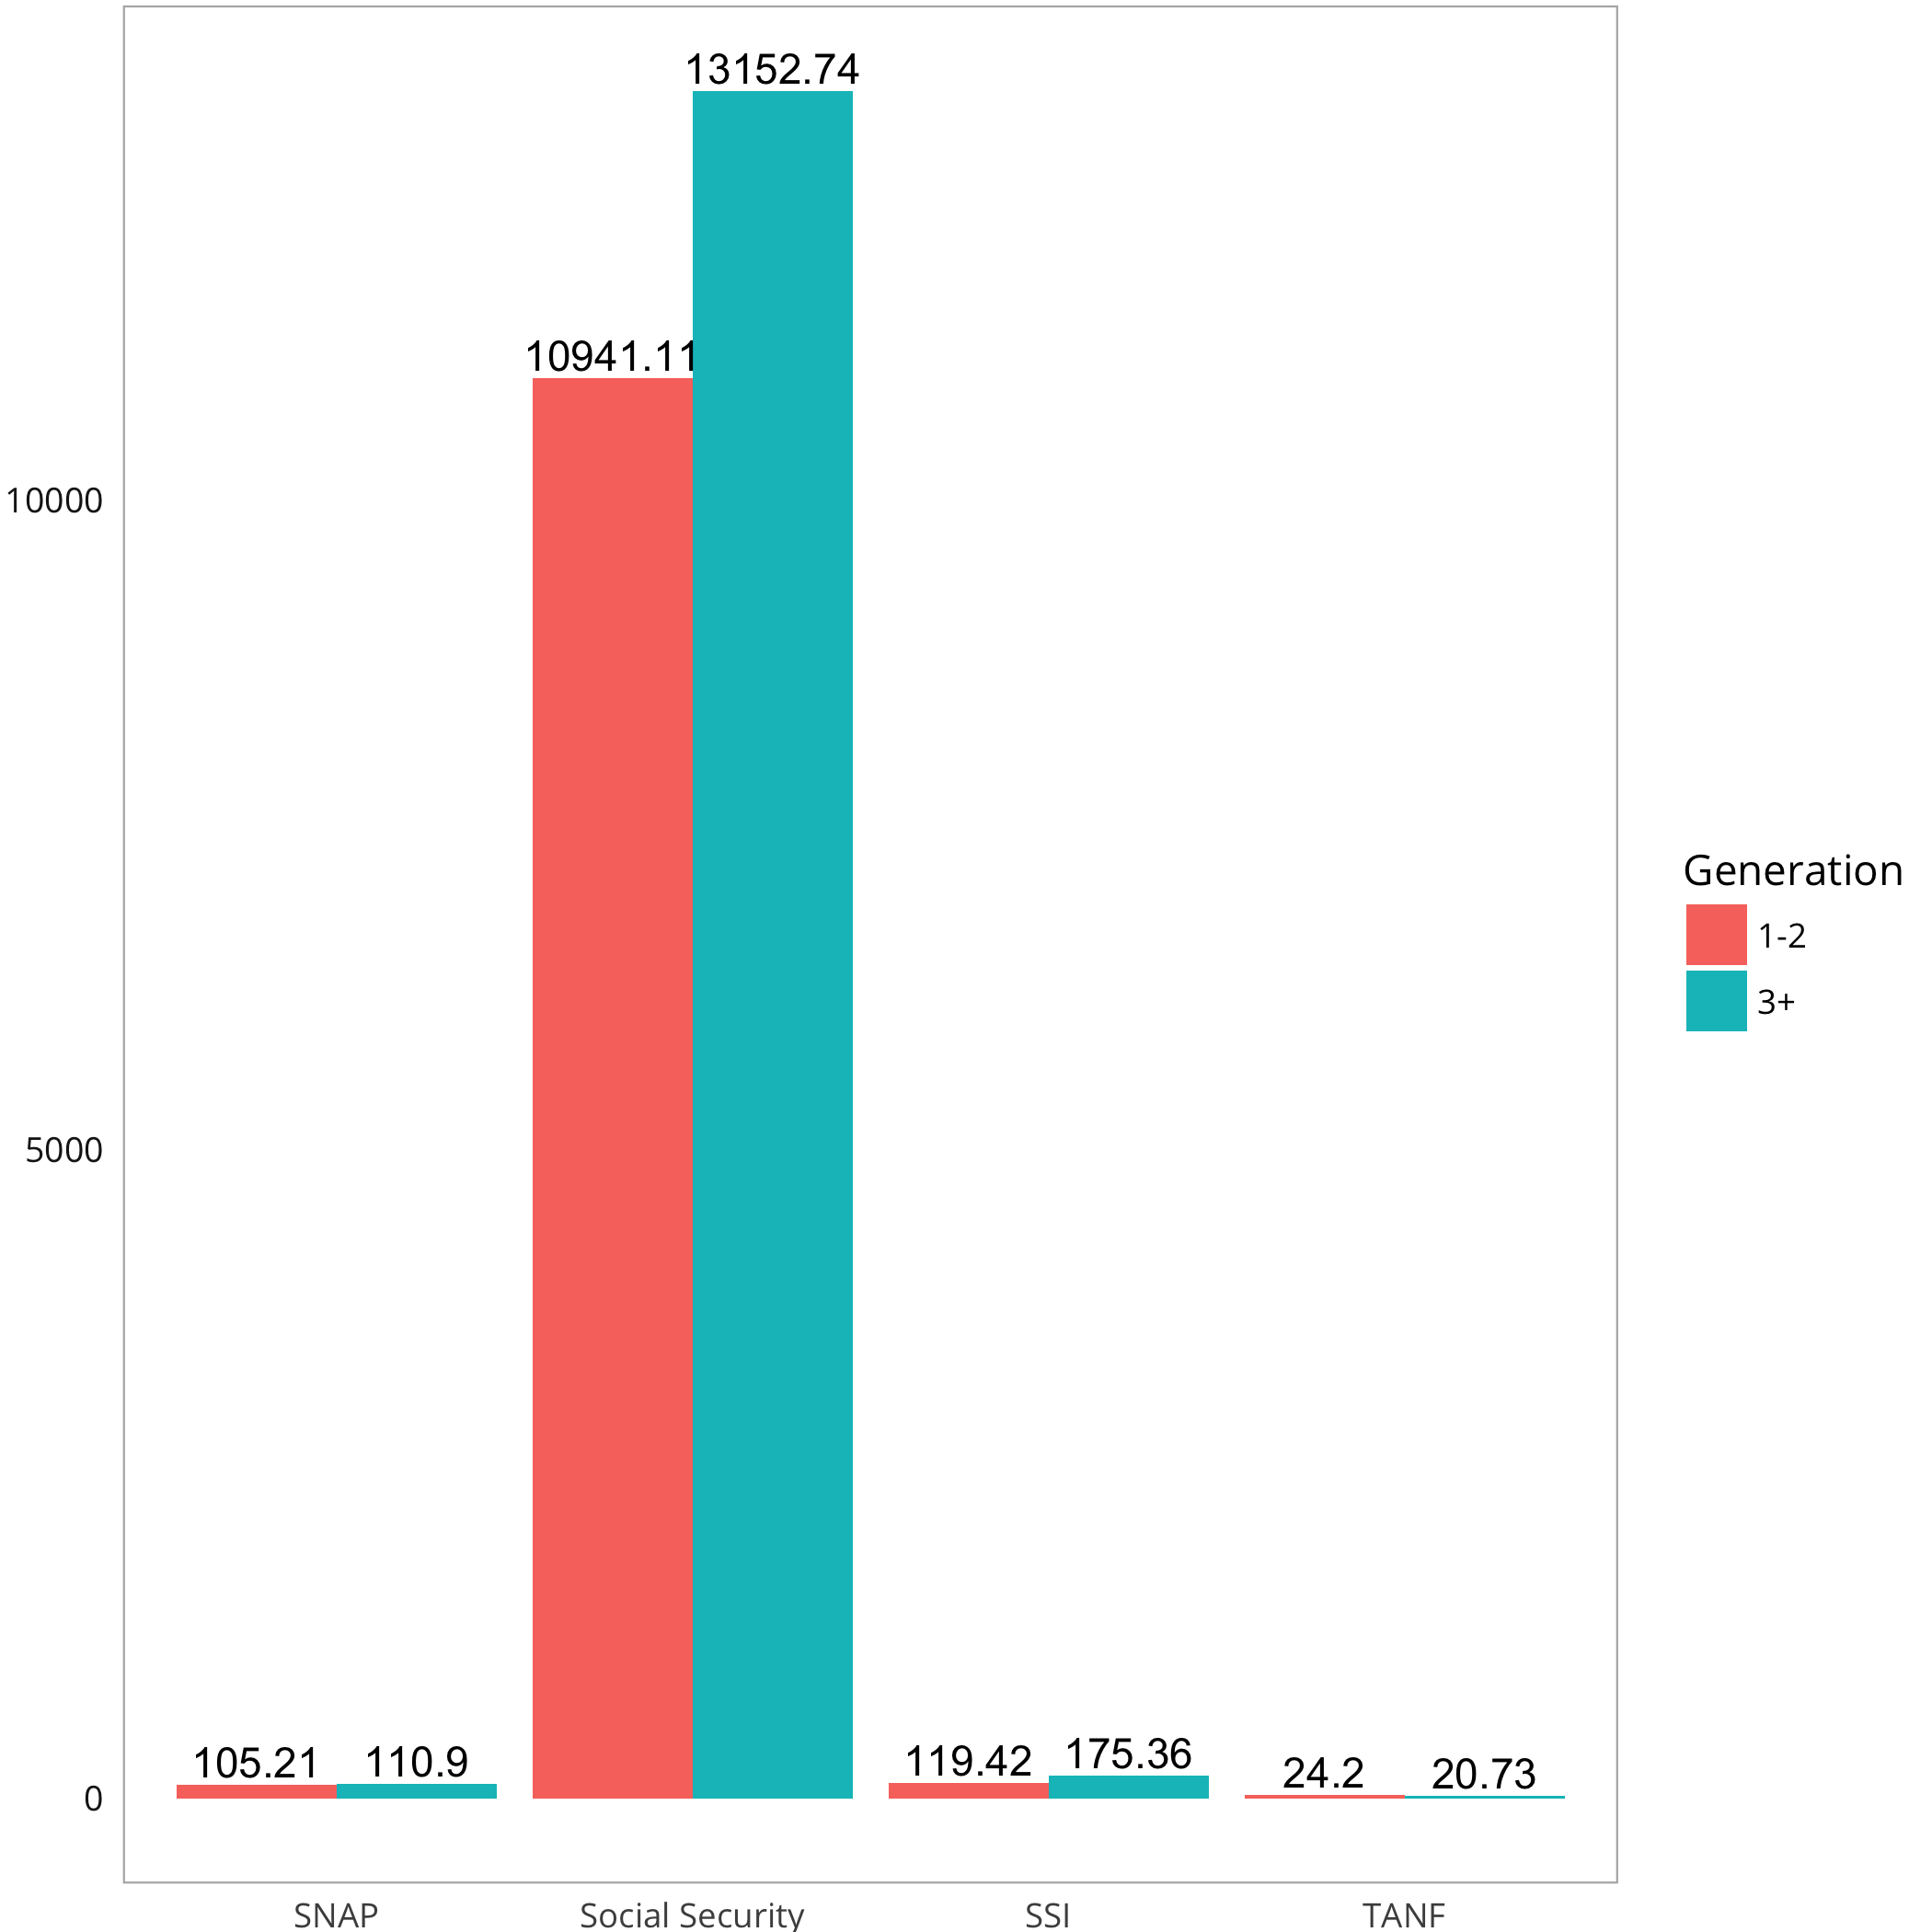 13152.74
10941.11
10000
5000
0
105.21 110.9 119.42 175.36 24.2 20.73
SNAP Social Security SSI TANF
Generation
1-2
3+